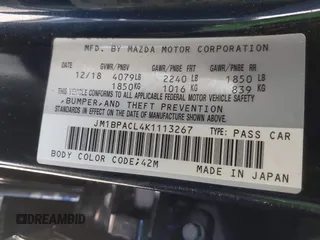 MFD. BY MAZDA MOTOR CORPORATION
DATE GVWR/PNBV GAWR/PNBE FR GAWR/PNBE RR
12/18 4079LB 2240 LB 1850 LB
1850KG 1016 KG 839 KG
THIS VEHICLE CONFORMS TO ALL APPLICABLE FEDERAL MOTOR VEHICLE SAFETY,
BUMPER, AND THEFT PREVENTION
STANDARDS IN EFFECT ON THE DATE OF MANUFACTURE SHOWN ABOVE.
JM1BPACL4K1113267 TYPE: PASS CAR
BODY COLOR CODE:42M
MADE IN JAPAN
DREAMBID